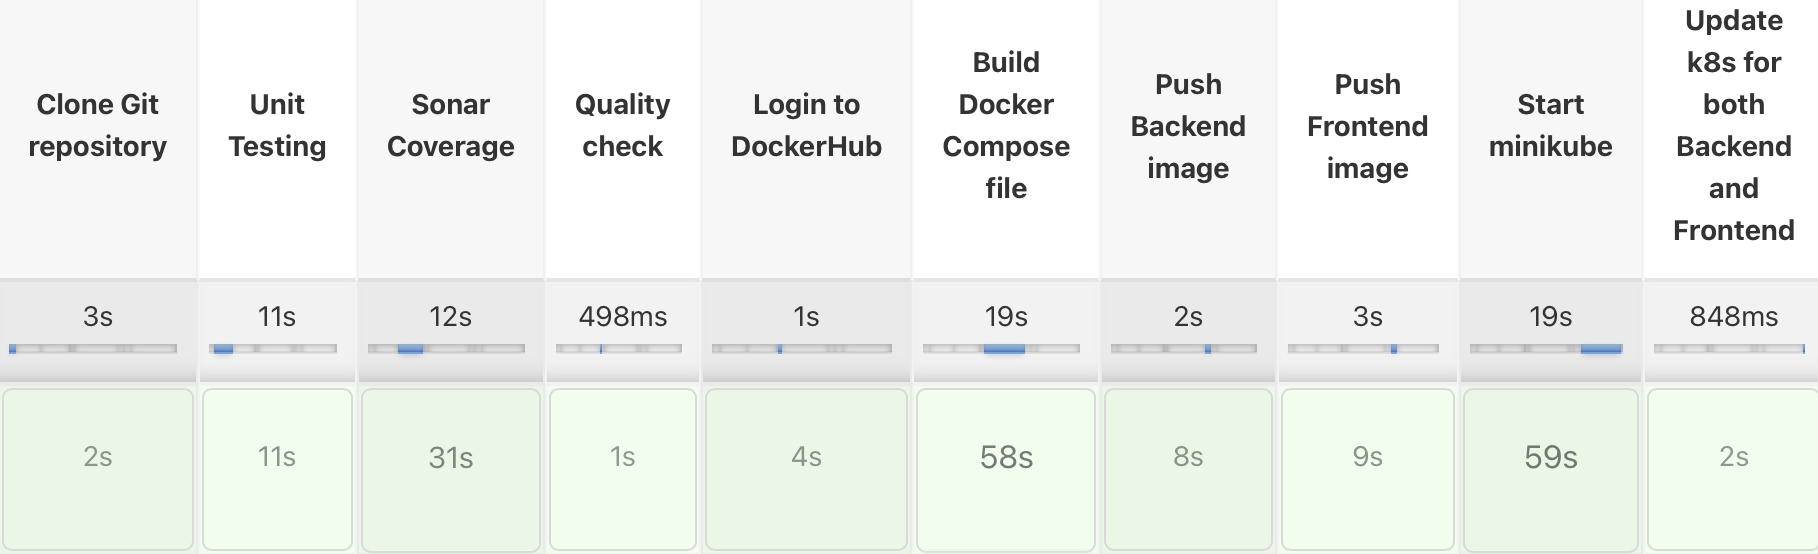 Clone Git
repository
Unit
Testing
Sonar
Coverage
Quality
check
Login to
DockerHub
Build
Docker
Compose
file
Push
Backend
image
Push
Frontend
image
Start
minikube
Update
k8s for
both
Backend
and
Frontend
3s
11s
12s
498ms
1s
19s
2s
3s
19s
848ms
2s
11s
31s
1s
4s
58s
8s
9s
59s
2s